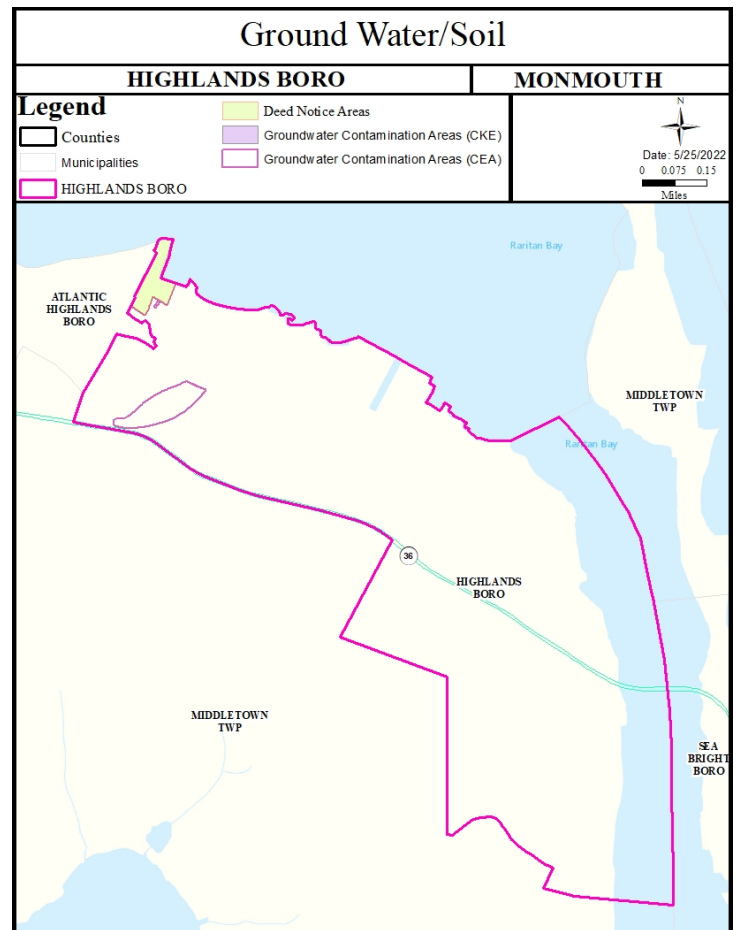 Ground Water/Soil
HIGHLANDS BORO
MONMOUTH
Legend
Counties
Municipalities
HIGHLANDS BORO
Deed Notice Areas
Groundwater Contamination Areas (CKE)
Groundwater Contamination Areas (CEA)
N
Date: 5/25/2022
0 0.075 0.15
Miles
Raritan Bay
ATLANTIC
HIGHLANDS
BORO
MIDDLETOWN
TWP
Raritan Bay
36
HIGHLANDS
BORO
MIDDLETOWN
TWP
SEA
BRIGHT
BORO